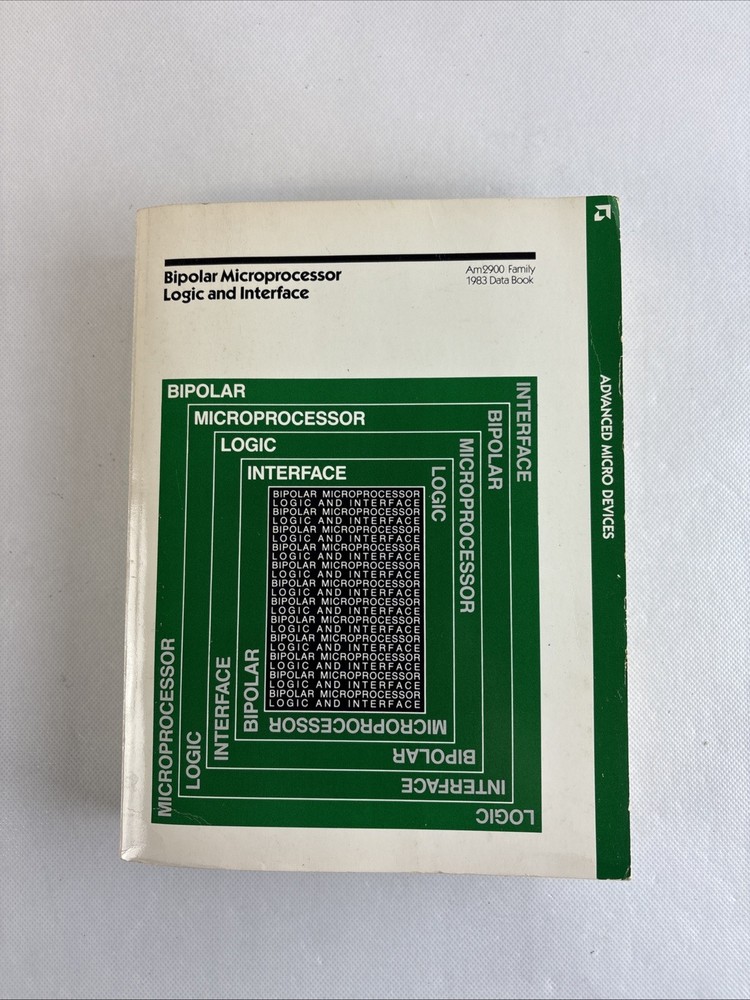 Bipolar Microprocessor
Logic and Interface
Am2900 Family
1983 Data Book
ADVANCED MICRO DEVICES
BIPOLAR
INTERFACE
LOGIC
MICROPROCESSOR
MICROPROCESSOR
BIPOLAR
INTERFACE
LOGIC
LOGIC
MICROPROCESSOR
BIPOLAR
INTERFACE
INTERFACE
LOGIC
MICROPROCESSOR
BIPOLAR
BIPOLAR MICROPROCESSOR
LOGIC AND INTERFACE
BIPOLAR MICROPROCESSOR
LOGIC AND INTERFACE
BIPOLAR MICROPROCESSOR
LOGIC AND INTERFACE
BIPOLAR MICROPROCESSOR
LOGIC AND INTERFACE
BIPOLAR MICROPROCESSOR
LOGIC AND INTERFACE
BIPOLAR MICROPROCESSOR
LOGIC AND INTERFACE
BIPOLAR MICROPROCESSOR
LOGIC AND INTERFACE
BIPOLAR MICROPROCESSOR
LOGIC AND INTERFACE
BIPOLAR MICROPROCESSOR
LOGIC AND INTERFACE
BIPOLAR MICROPROCESSOR
LOGIC AND INTERFACE
BIPOLAR MICROPROCESSOR
LOGIC AND INTERFACE
BIPOLAR MICROPROCESSOR
LOGIC AND INTERFACE